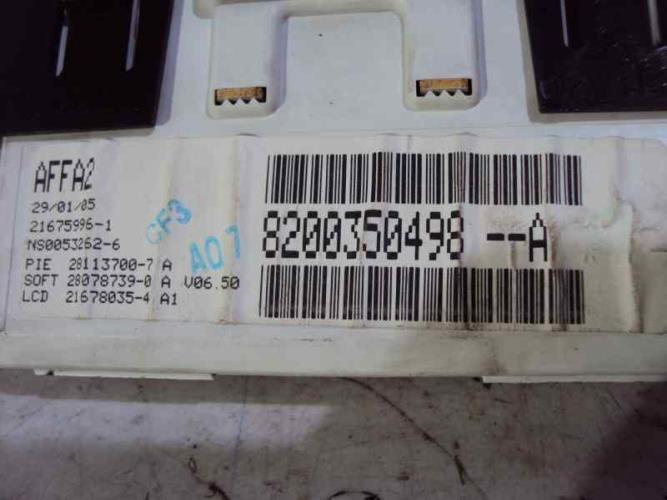 AFFA2
29/01/05
21675996-1
NS0053262-6
PIE 28113700-7 A
SOFT 28078739-0 A V06.50
LCD 21678035-4 A1
CF3
A07
8200350498 --A